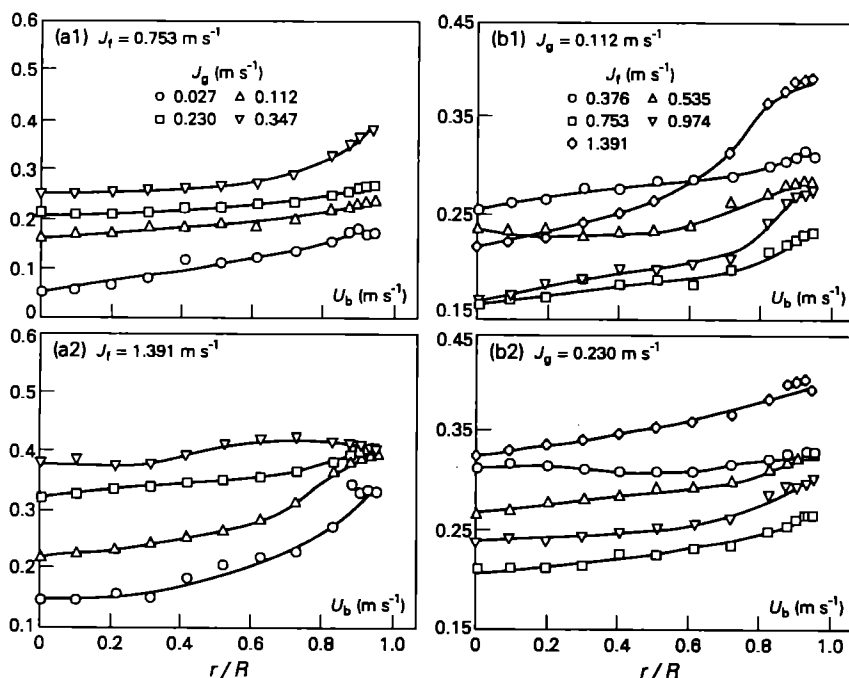 (a1) J_f = 0.753 m s⁻¹
J_g (m s⁻¹)
0.027 0.112
0.230 0.347
0.6
0.5
0.4
0.3
0.2
0.1
0
U_b (m s⁻¹)
(b1) J_g = 0.112 m s⁻¹
J_f (m s⁻¹)
0.376 0.535
0.753 0.974
1.391
0.45
0.35
0.25
0.15
U_b (m s⁻¹)
(a2) J_f = 1.391 m s⁻¹
0.6
0.5
0.4
0.3
0.2
0.1
U_b (m s⁻¹)
0 0.2 0.4 0.6 0.8 1.0
r / R
(b2) J_g = 0.230 m s⁻¹
0.45
0.35
0.25
0.15
U_b (m s⁻¹)
0 0.2 0.4 0.6 0.8 1.0
r / R